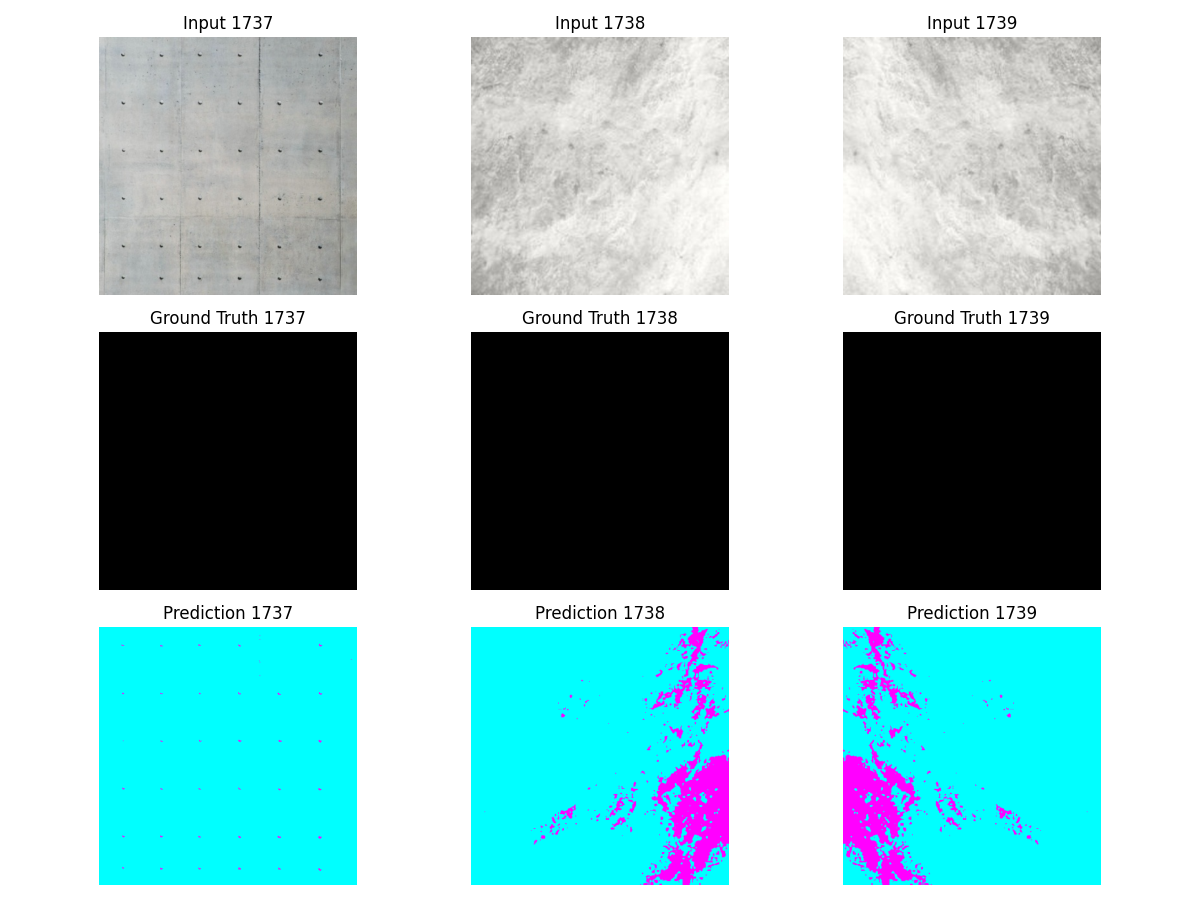 Input 1737
Input 1738
Input 1739
Ground Truth 1737
Ground Truth 1738
Ground Truth 1739
Prediction 1737
Prediction 1738
Prediction 1739